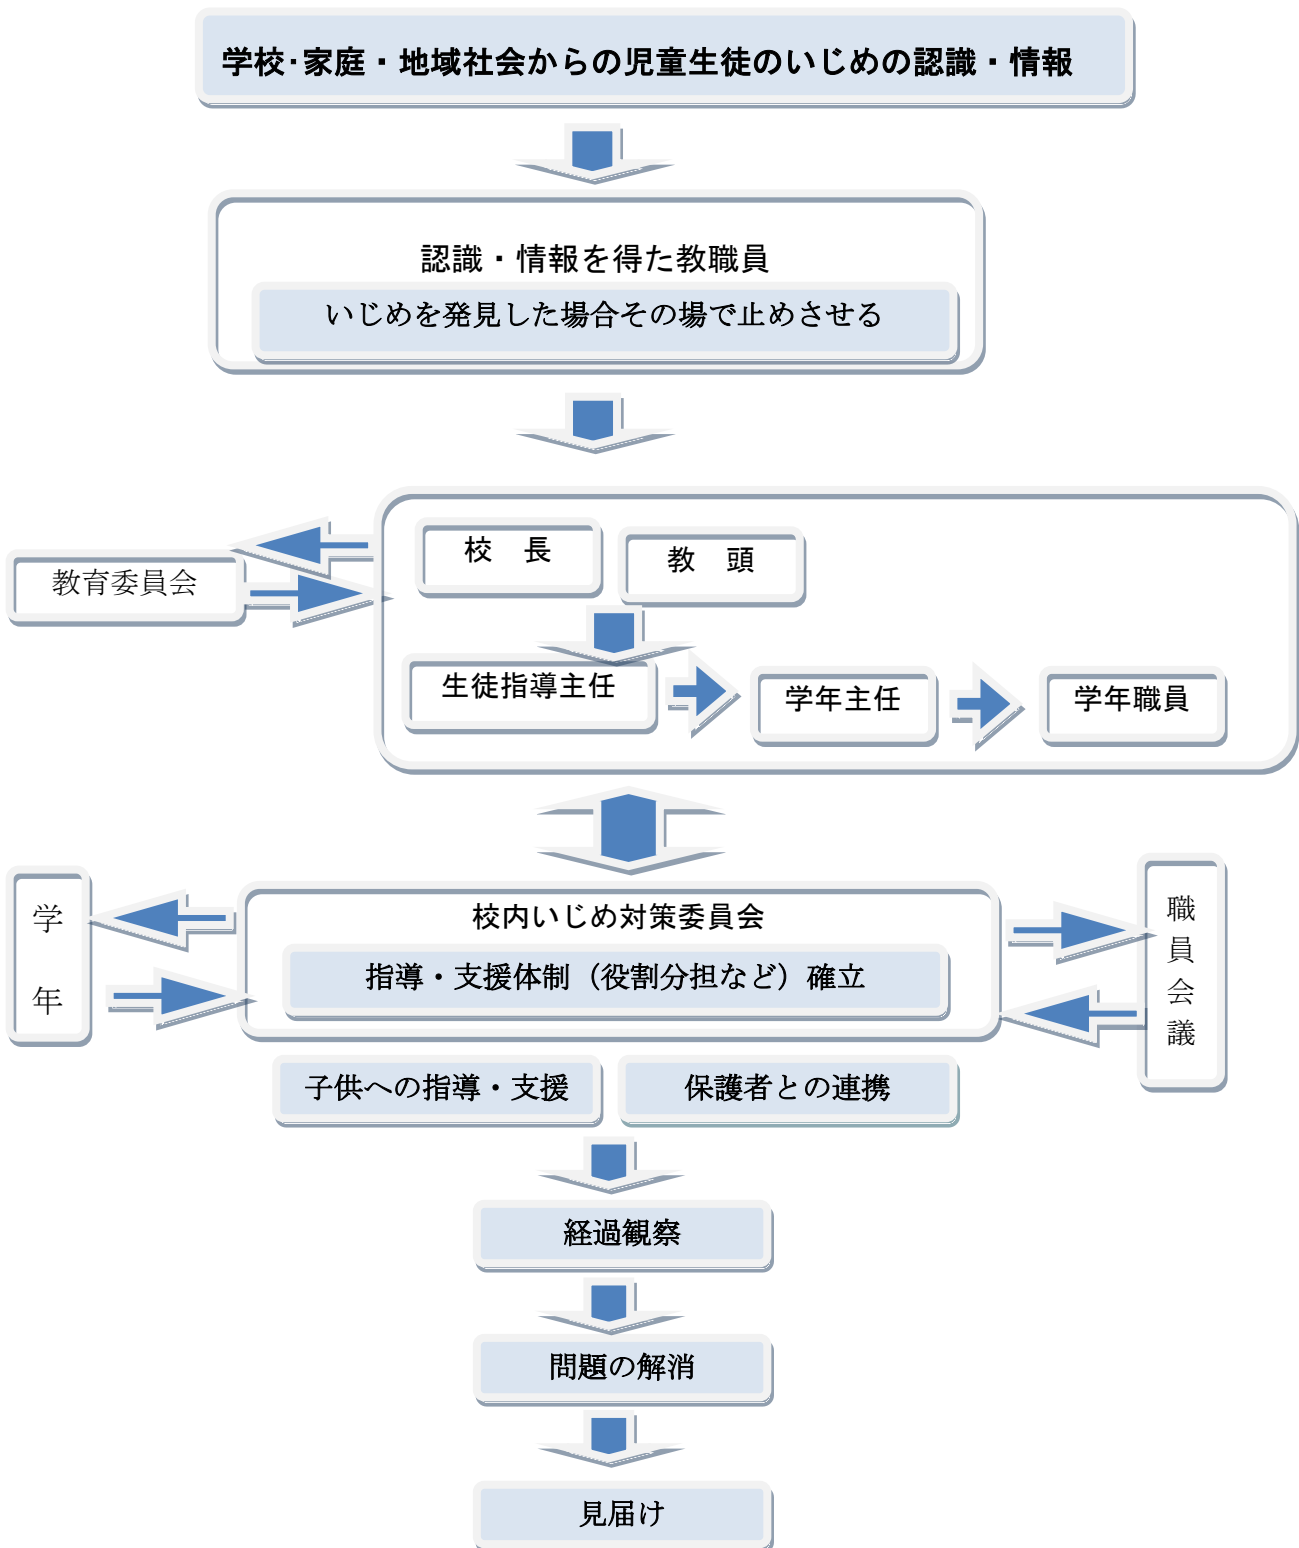 学校･家庭・地域社会からの児童生徒のいじめの認識・情報
認識・情報を得た教職員
いじめを発見した場合その場で止めさせる
校　長
教　頭
教育委員会
生徒指導主任
学年主任
学年職員
学年
校内いじめ対策委員会
指導・支援体制（役割分担など）確立
職員会議
子供への指導・支援
保護者との連携
経過観察
問題の解消
見届け